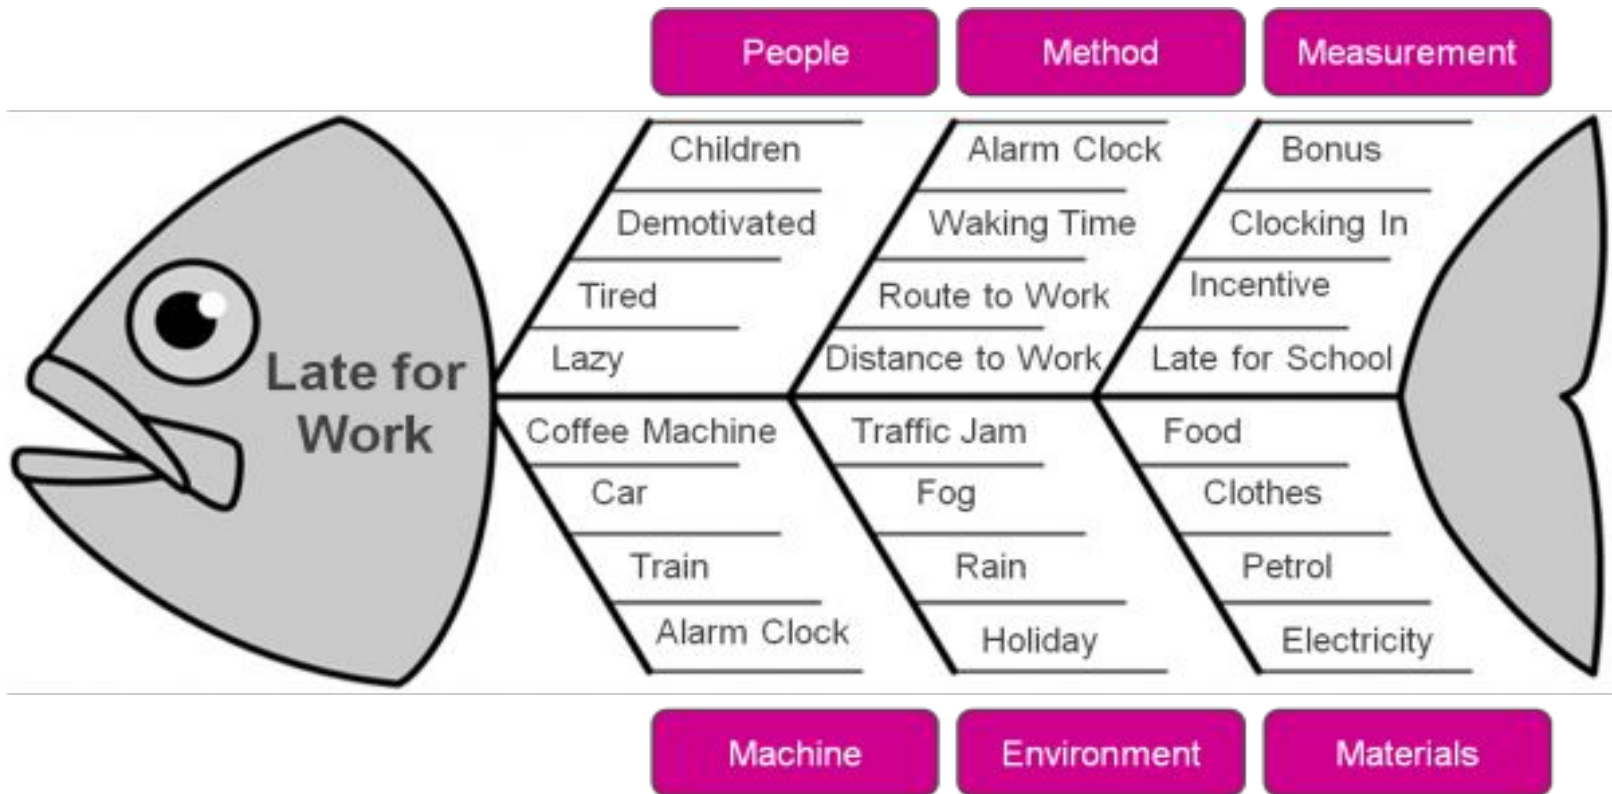 People
Method
Measurement
Children
Demotivated
Tired
Lazy
Alarm Clock
Waking Time
Route to Work
Distance to Work
Bonus
Clocking In
Incentive
Late for School
Late for
Work
Coffee Machine
Car
Train
Alarm Clock
Traffic Jam
Fog
Rain
Holiday
Food
Clothes
Petrol
Electricity
Machine
Environment
Materials